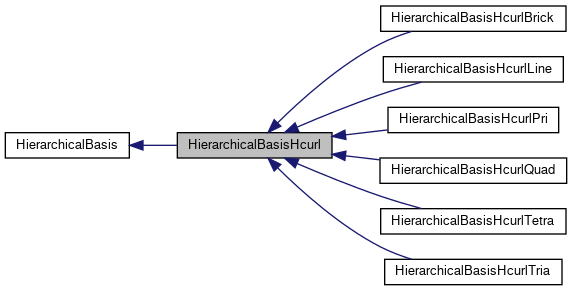 HierarchicalBasis
HierarchicalBasisHcurl
HierarchicalBasisHcurlBrick
HierarchicalBasisHcurlLine
HierarchicalBasisHcurlPri
HierarchicalBasisHcurlQuad
HierarchicalBasisHcurlTetra
HierarchicalBasisHcurlTria